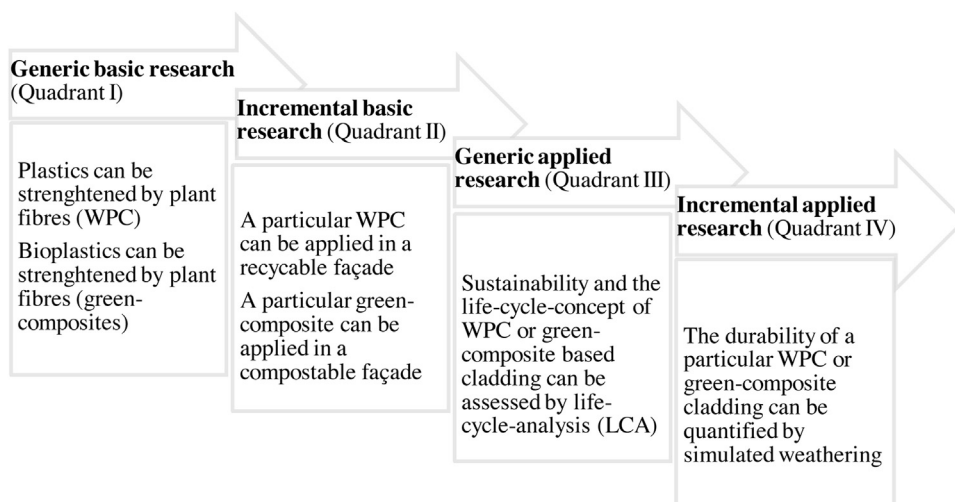 Generic basic research
(Quadrant I)
Plastics can be
strenghtened by plant
fibres (WPC)
Bioplastics can be
strenghtened by plant
fibres (green-
composites)
Incremental basic
research (Quadrant II)
A particular WPC
can be applied in a
recyable façade
A particular green-
composite can be
applied in a
compostable façade
Generic applied
research (Quadrant III)
Sustainability and the
life-cycle-concept of
WPC or green-
composite based
cladding can be
assessed by life-
cycle-analysis (LCA)
Incremental applied
research (Quadrant IV)
The durability of a
particular WPC or
green-composite
cladding can be
quantified by
simulated weathering